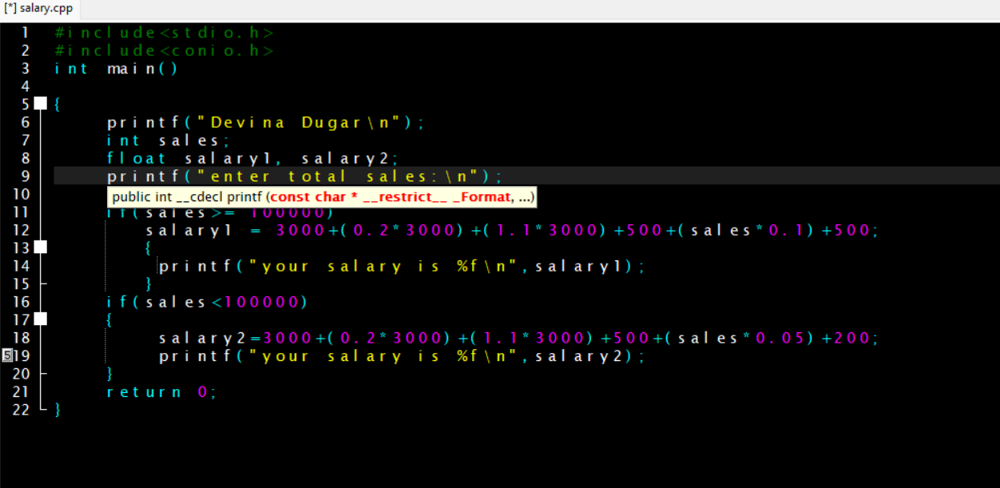 [*] salary.cpp
1 #include<stdio.h>
2 #include<conio.h>
3 int main()
4
5 {
6 printf("Devina Dugar\n");
7 int sales;
8 float salary1, salary2;
9 printf("enter total sales:\n");
10 public int __cdecl printf (const char * __restrict__ _Format, ...)
11 if(sales>= 100000)
12 salary1 = 3000+(0.2*3000)+(1.1*3000)+500+(sales*0.1)+500;
13 {
14 printf("your salary is %f\n",salary1);
15 }
16 if(sales<100000)
17 {
18 salary2=3000+(0.2*3000)+(1.1*3000)+500+(sales*0.05)+200;
5 19 printf("your salary is %f\n",salary2);
20 }
21 return 0;
22 }